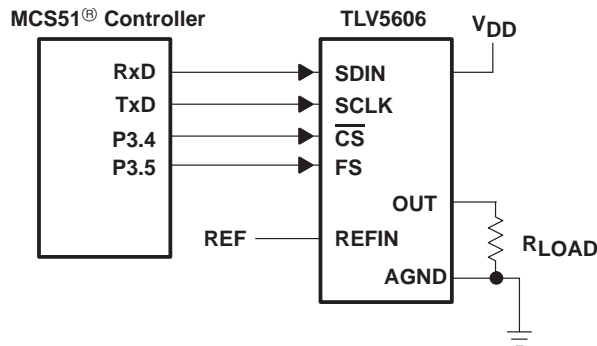 MCS51® Controller
TLV5606
VDD
RxD
SDIN
TxD
SCLK
P3.4
CS
P3.5
FS
OUT
REF
REFIN
RLOAD
AGND